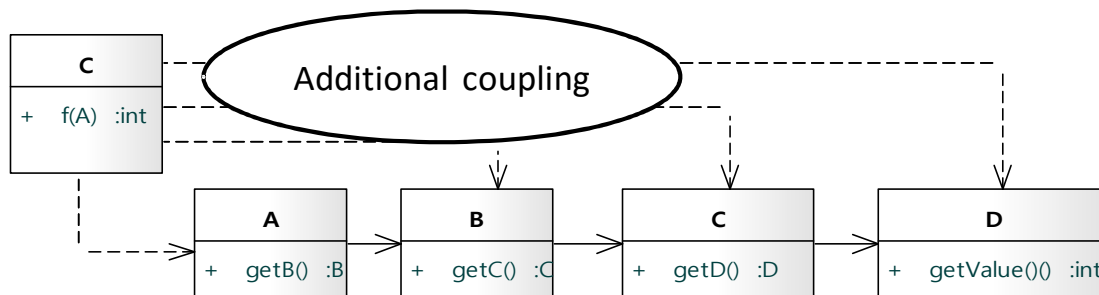 C
+ f(A) :int
Additional coupling
A
+ getB() :B
B
+ getC() :C
C
+ getD() :D
D
+ getValue()() :int